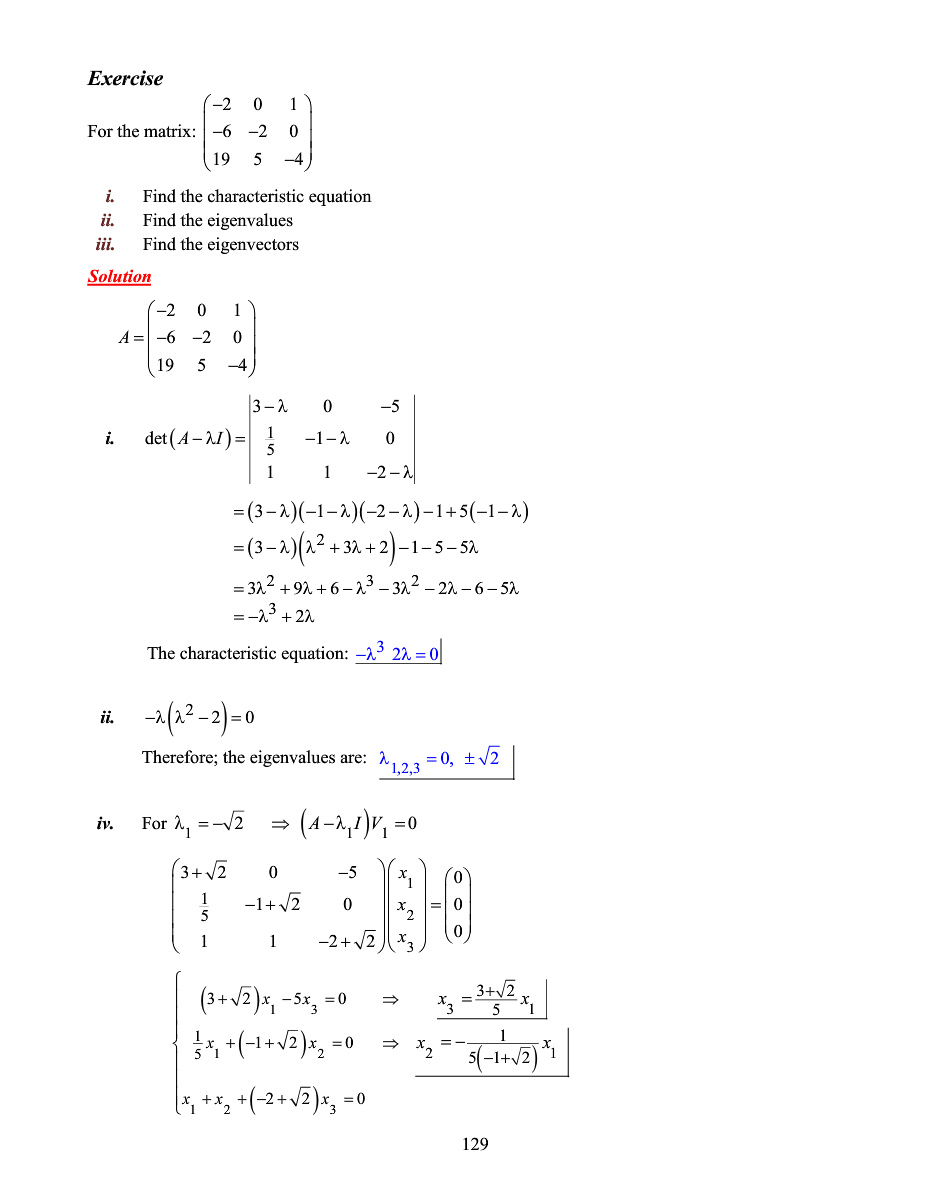 Exercise
For the matrix: \begin{pmatrix} -2 & 0 & 1 \\ -6 & -2 & 0 \\ 19 & 5 & -4 \end{pmatrix}
i. Find the characteristic equation
ii. Find the eigenvalues
iii. Find the eigenvectors
Solution
A = \begin{pmatrix} -2 & 0 & 1 \\ -6 & -2 & 0 \\ 19 & 5 & -4 \end{pmatrix}
i. \det(A - \lambda I) = \begin{vmatrix} 3-\lambda & 0 & -5 \\ \frac{1}{5} & -1-\lambda & 0 \\ 1 & 1 & -2-\lambda \end{vmatrix}
= (3-\lambda)(-1-\lambda)(-2-\lambda) - 1 + 5(-1-\lambda)
= (3-\lambda)(\lambda^2 + 3\lambda + 2) - 1 - 5 - 5\lambda
= 3\lambda^2 + 9\lambda + 6 - \lambda^3 - 3\lambda^2 - 2\lambda - 6 - 5\lambda
= -\lambda^3 + 2\lambda
The characteristic equation: -\lambda^3 \; 2\lambda = 0
ii. -\lambda(\lambda^2 - 2) = 0
Therefore; the eigenvalues are: \lambda_{1,2,3} = 0, \pm\sqrt{2}
iv. For \lambda_1 = -\sqrt{2} \Rightarrow (A - \lambda_1 I)V_1 = 0
\begin{pmatrix} 3+\sqrt{2} & 0 & -5 \\ \frac{1}{5} & -1+\sqrt{2} & 0 \\ 1 & 1 & -2+\sqrt{2} \end{pmatrix} \begin{pmatrix} x_1 \\ x_2 \\ x_3 \end{pmatrix} = \begin{pmatrix} 0 \\ 0 \\ 0 \end{pmatrix}
(3+\sqrt{2})x_1 - 5x_3 = 0 \Rightarrow x_3 = \frac{3+\sqrt{2}}{5} x_1
\frac{1}{5}x_1 + (-1+\sqrt{2})x_2 = 0 \Rightarrow x_2 = -\frac{1}{5(-1+\sqrt{2})} x_1
x_1 + x_2 + (-2+\sqrt{2})x_3 = 0
129